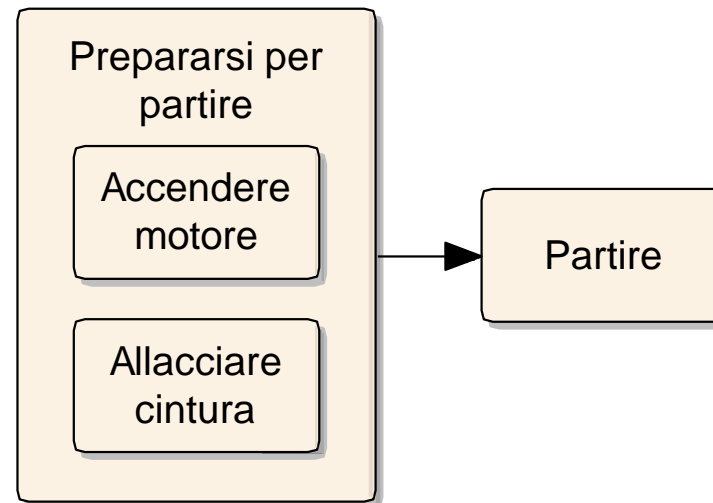 Prepararsi per
partire
Accendere
motore
Allacciare
cintura
Partire